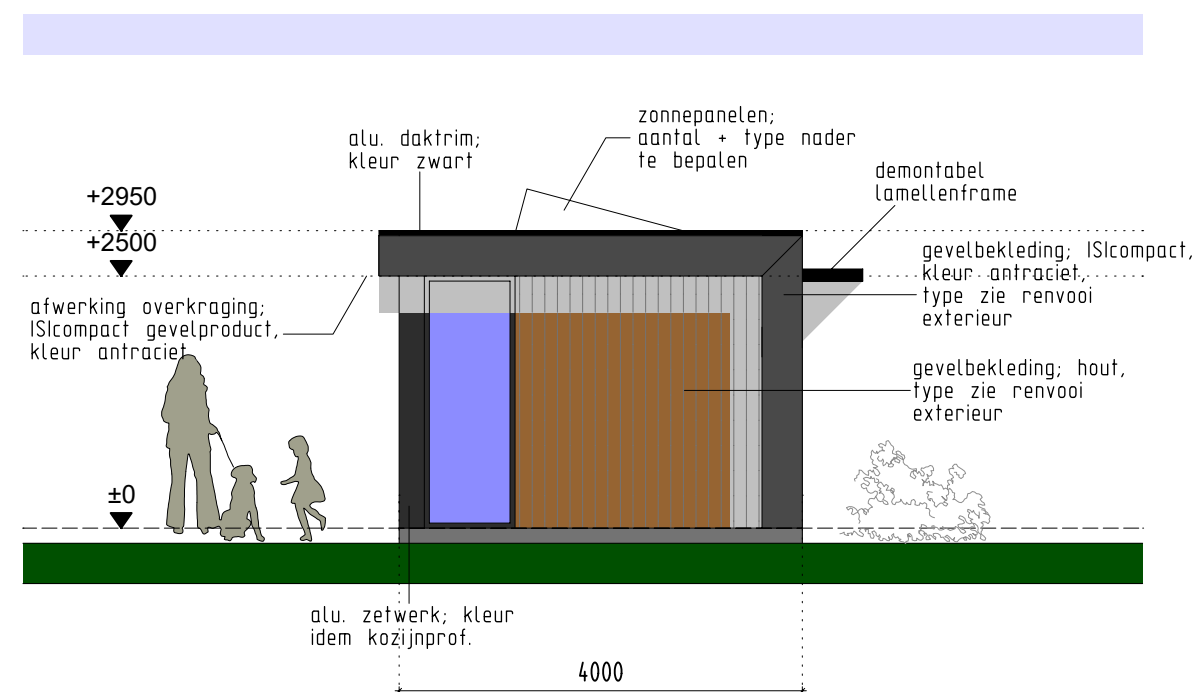 zonnepanelen;
aantal + type nader
te bepalen
alu. daktrim;
kleur zwart
demontabel
lamellenframe
+2950
+2500
gevelbekleding; ISIcompact,
kleur antraciet,
type zie renvooi
exterieur
afwerking overkraging;
ISIcompact gevelproduct,
kleur antraciet
gevelbekleding; hout,
type zie renvooi
exterieur
±0
alu. zetwerk; kleur
idem kozijnprof.
4000